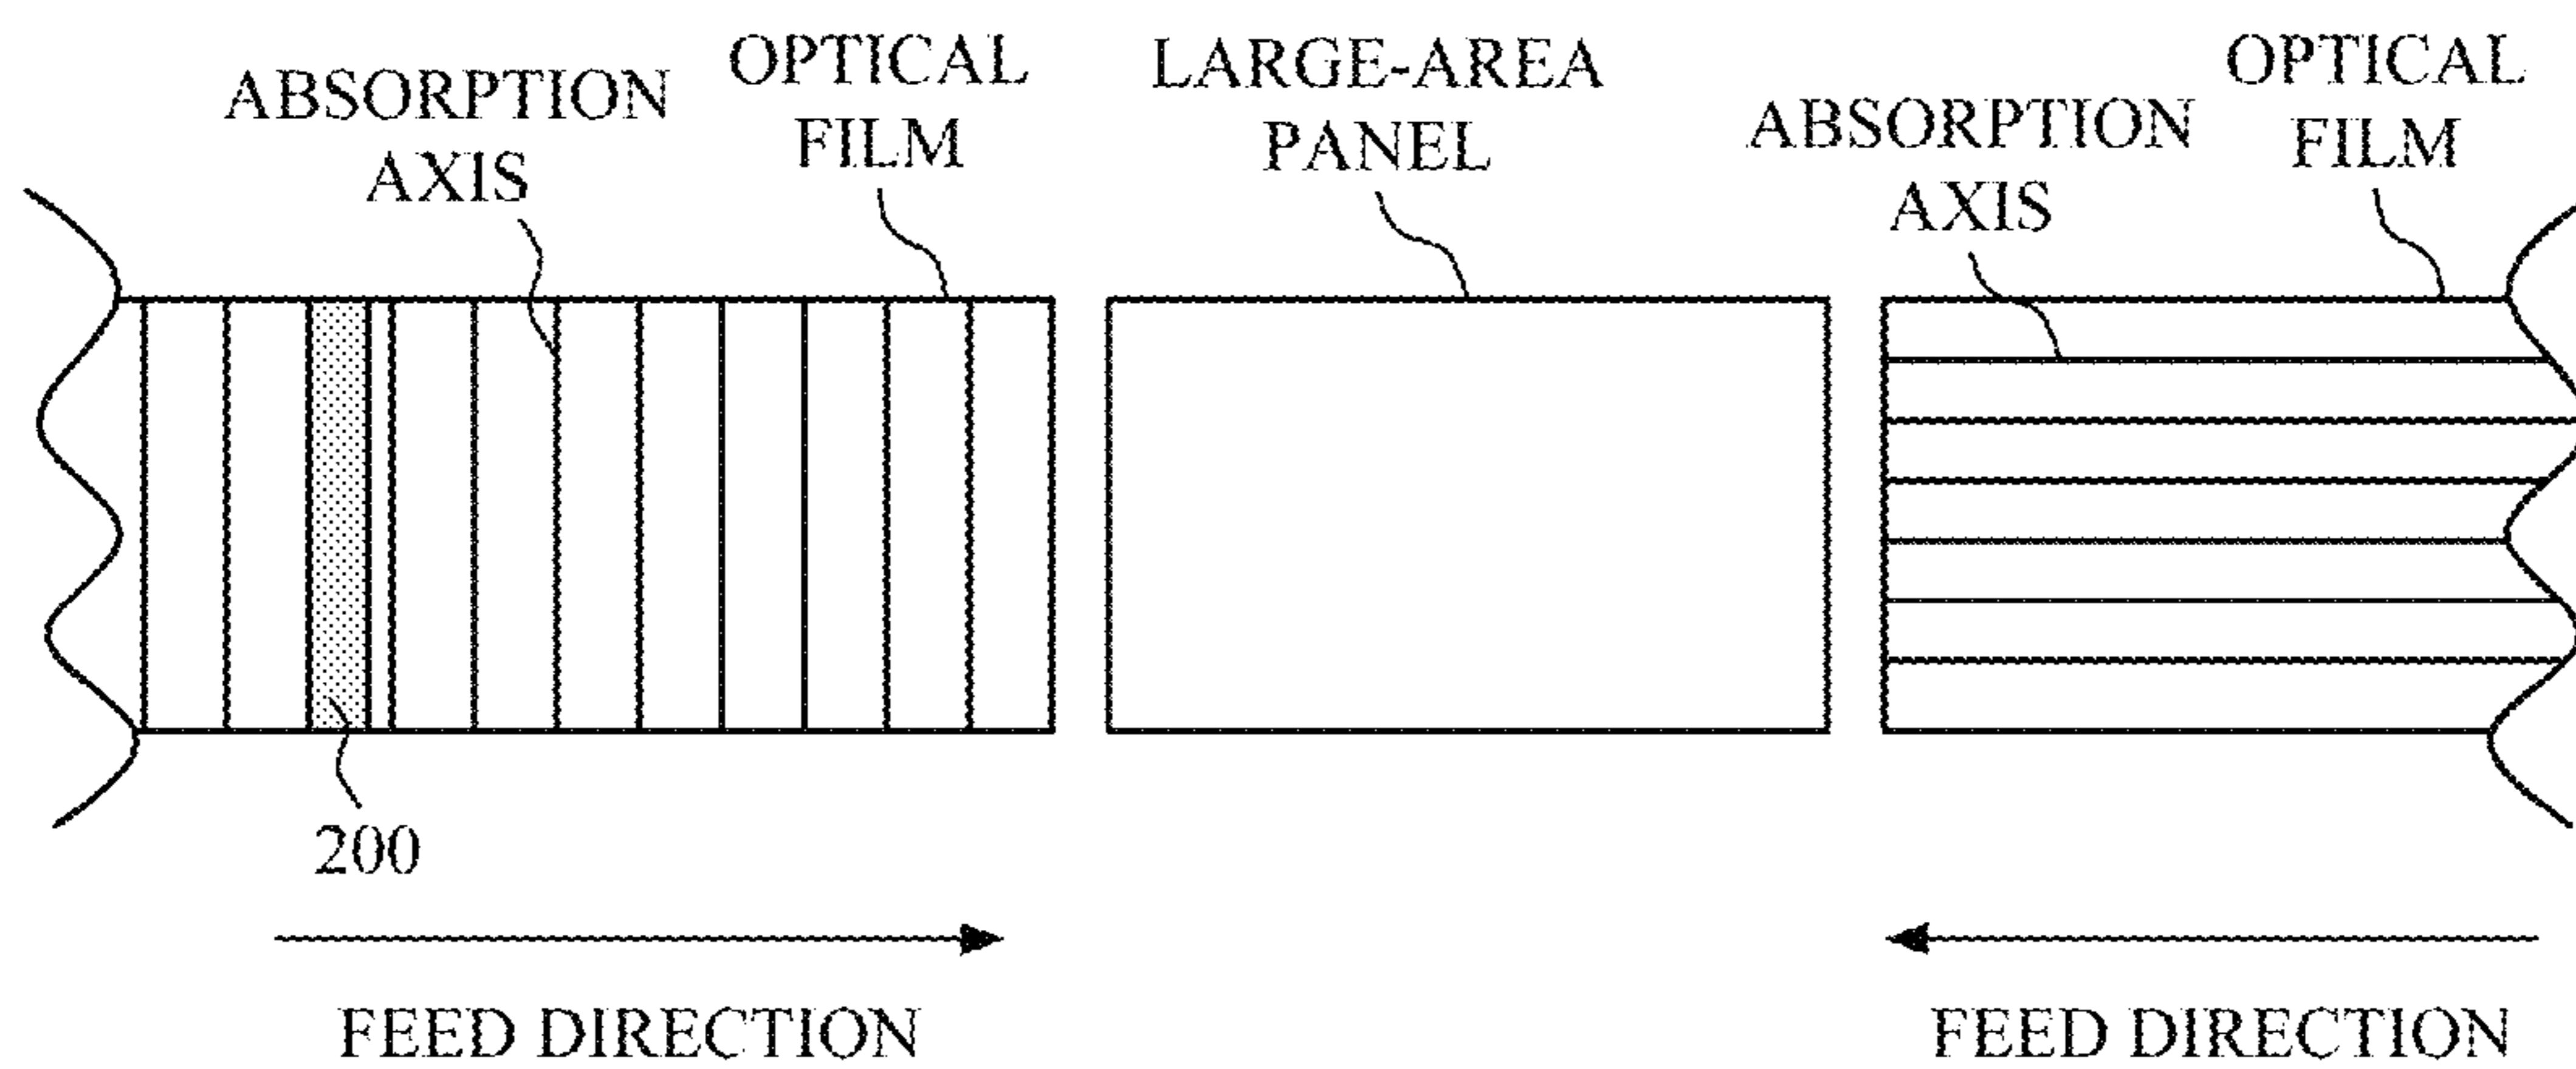 ABSORPTION
AXIS
OPTICAL
FILM
LARGE-AREA
PANEL
ABSORPTION
AXIS
OPTICAL
FILM
200
FEED DIRECTION
FEED DIRECTION